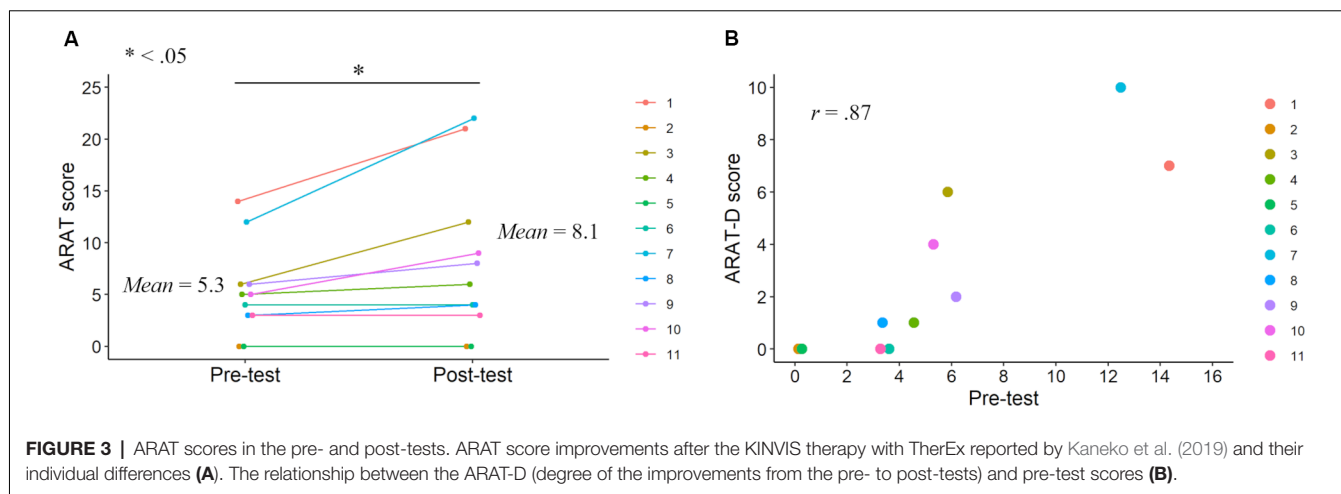 A
* < .05
*
25
20
15
10
5
0
ARAT score
Mean = 5.3
Mean = 8.1
Pre-test
Post-test
1
2
3
4
5
6
7
8
9
10
11
B
r = .87
10
8
6
4
2
0
ARAT-D score
0 2 4 6 8 10 12 14 16
Pre-test
1
2
3
4
5
6
7
8
9
10
11
FIGURE 3 | ARAT scores in the pre- and post-tests. ARAT score improvements after the KINVIS therapy with TherEx reported by Kaneko et al. (2019) and their
individual differences (A). The relationship between the ARAT-D (degree of the improvements from the pre- to post-tests) and pre-test scores (B).